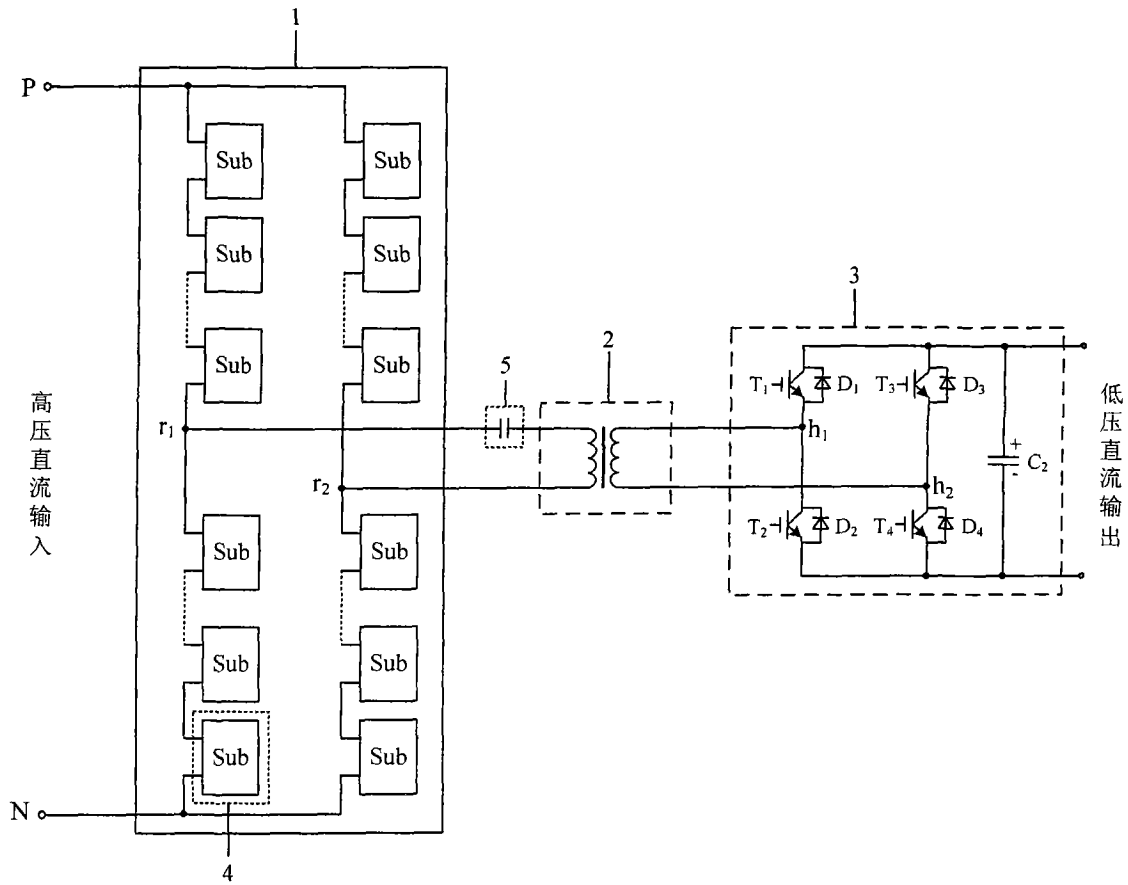 1
P
Sub
Sub
Sub
Sub
Sub
Sub
高压直流输入
r₁
r₂
5
2
3
T₁
D₁
T₃
D₃
h₁
h₂
+
C₂
-
T₂
D₂
T₄
D₄
低压直流输出
Sub
Sub
Sub
Sub
Sub
Sub
N
4